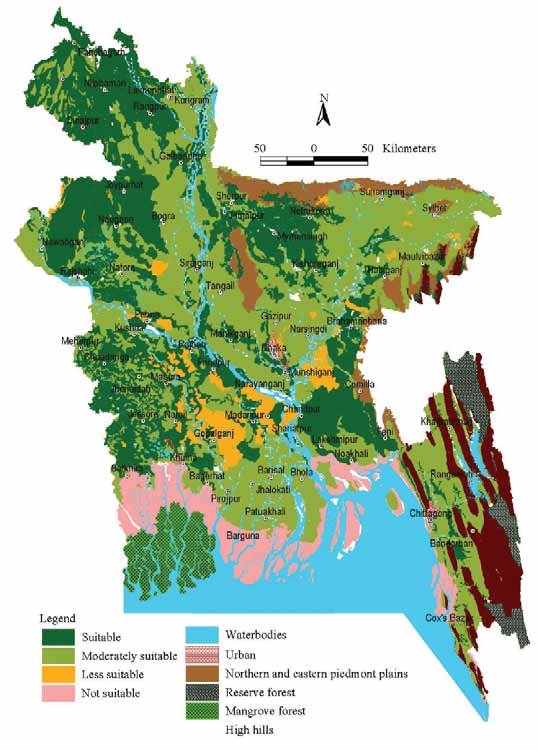 Panchagarh
Nilphamari
Lalmonirhat
Kurigram
Rangpur
Dinajpur
Gaibandha
N
50 25 0 25 50 Kilometers
Joypurhat
Sherpur
Netrokona
Sunamganj
Sylhet
Naogaon
Bogra
Jamalpur
Mymensingh
Nawabganj
Rajshahi
Natore
Sirajganj
Kishoreganj
Habiganj
Maulvibazar
Tangail
Gazipur
Narsingdi
Brahamanbaria
Pabna
Kushtia
Manikganj
Dhaka
Meherpur
Chuadanga
Rajbari
Faridpur
Munshiganj
Comilla
Jhenaidah
Magura
Narayanganj
Khagrachhari
Jessore
Narail
Madaripur
Chandpur
Gopalganj
Shariatpur
Lakshmipur
Feni
Noakhali
Khulna
Satkhira
Bagerhat
Barisal
Bhola
Rangamati
Jhalokati
Pirojpur
Patuakhali
Chittagong
Barguna
Bandarban
Cox's Bazar
Legend
Suitable
Moderately suitable
Less suitable
Not suitable
Waterbodies
Urban
Northern and eastern piedmont plains
Reserve forest
Mangrove forest
High hills